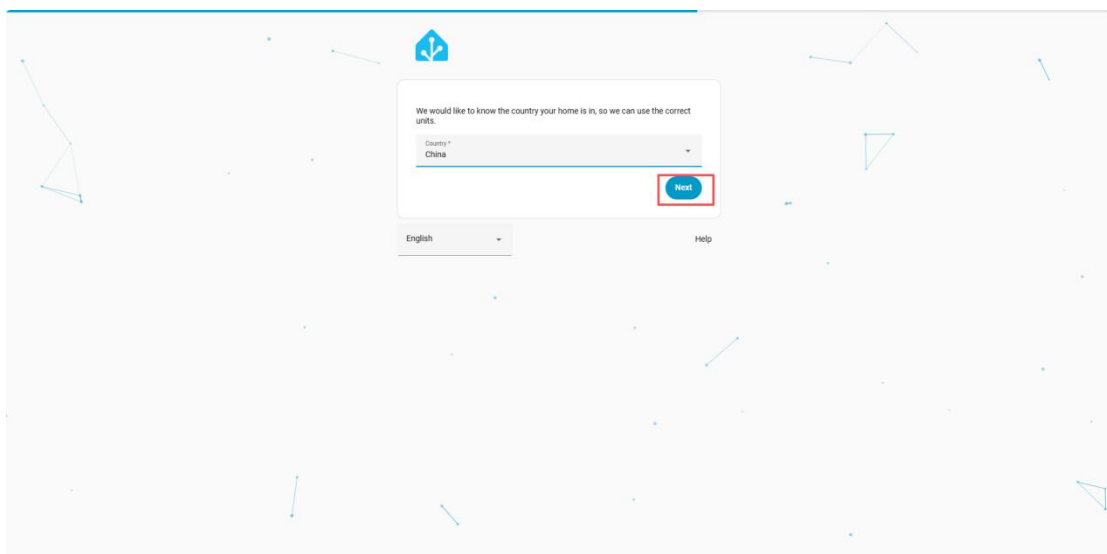 We would like to know the country your home is in, so we can use the correct
units.
Country *
China
Next
English
Help